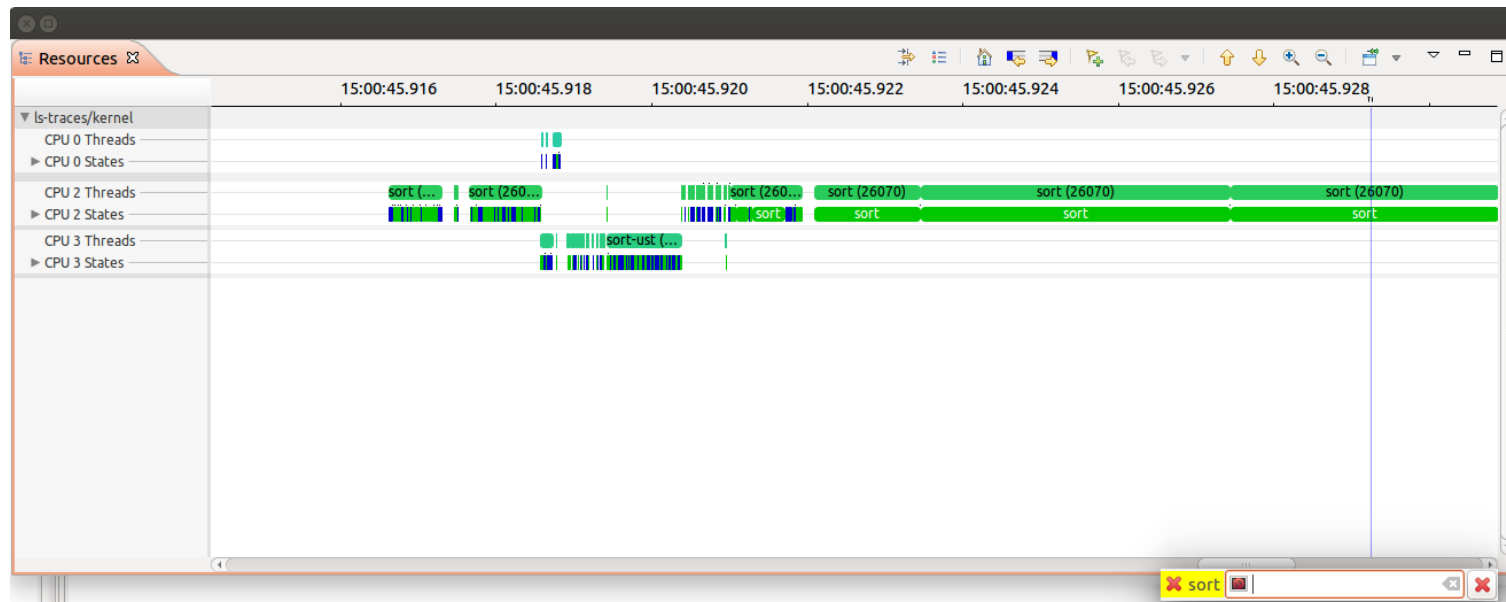 Resources
15:00:45.916 15:00:45.918 15:00:45.920 15:00:45.922 15:00:45.924 15:00:45.926 15:00:45.928
ls-traces/kernel
CPU 0 Threads
CPU 0 States
CPU 2 Threads sort (... sort (260... sort (260... sort (26070) sort (26070) sort (26070)
CPU 2 States sort sort sort sort
CPU 3 Threads sort-ust (...
CPU 3 States
sort